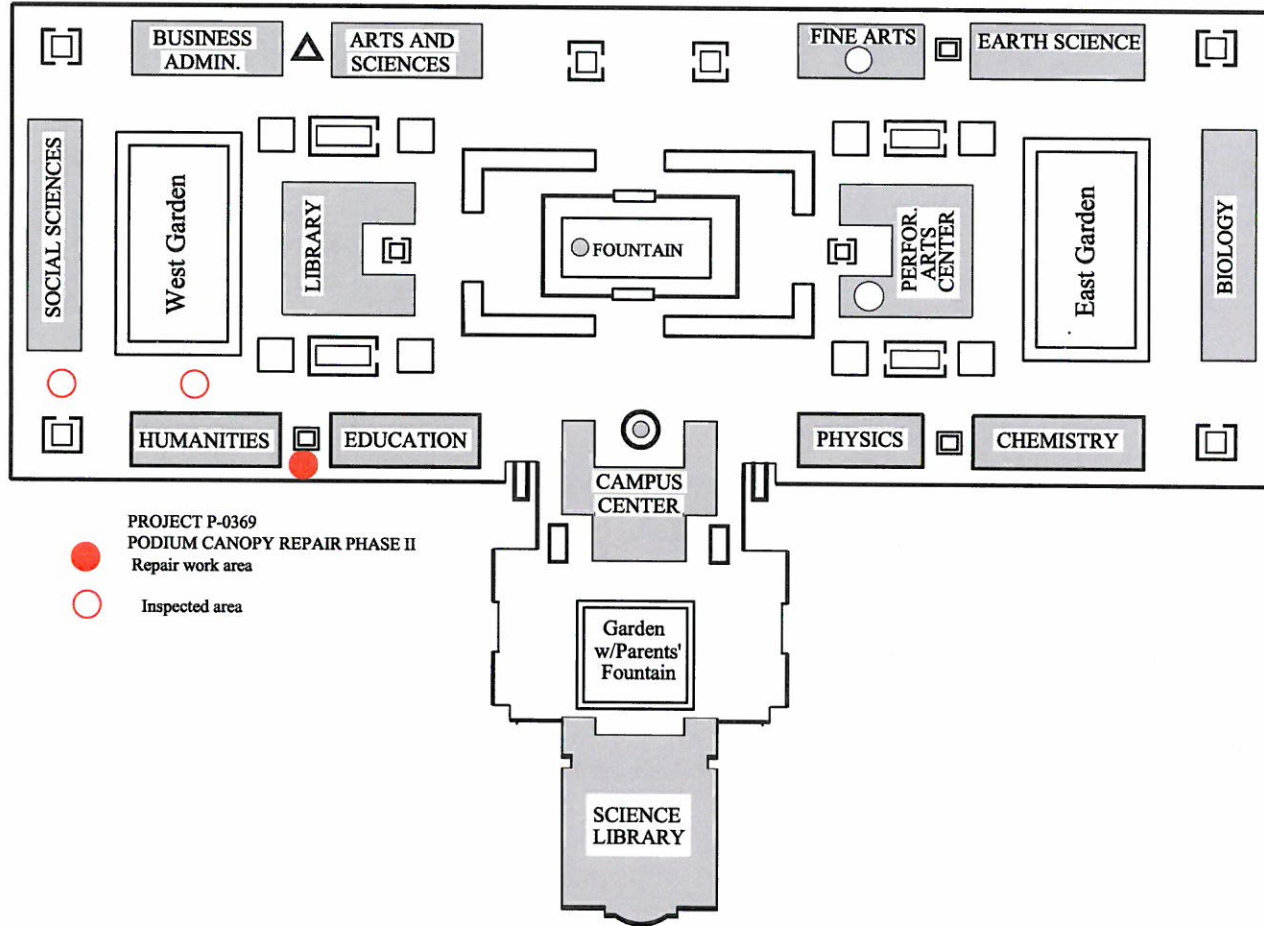 BUSINESS
ADMIN.
ARTS AND
SCIENCES
FINE ARTS
EARTH SCIENCE
SOCIAL SCIENCES
West Garden
LIBRARY
FOUNTAIN
PERFOR.
ARTS
CENTER
East Garden
BIOLOGY
HUMANITIES
EDUCATION
CAMPUS
CENTER
PHYSICS
CHEMISTRY
PROJECT P-0369
PODIUM CANOPY REPAIR PHASE II
Repair work area
Inspected area
Garden
w/Parents'
Fountain
SCIENCE
LIBRARY